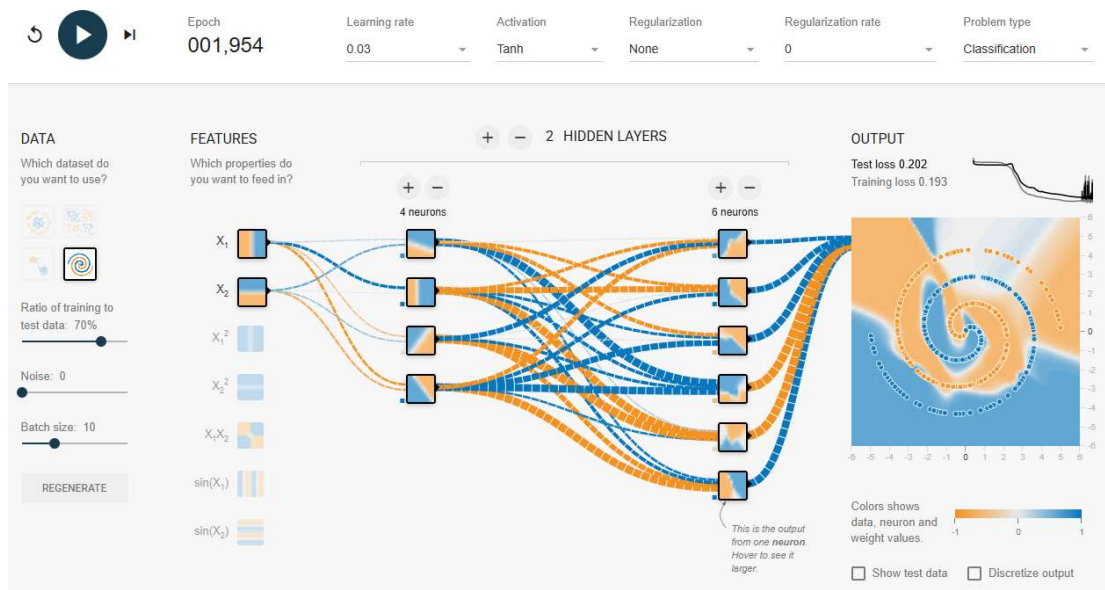 Epoch
001,954
Learning rate
0.03
Activation
Tanh
Regularization
None
Regularization rate
0
Problem type
Classification
DATA
Which dataset do
you want to use?
Ratio of training to
test data: 70%
Noise: 0
Batch size: 10
REGENERATE
FEATURES
Which properties do
you want to feed in?
X₁
X₂
X₁²
X₂²
X₁X₂
sin(X₁)
sin(X₂)
+ − 2 HIDDEN LAYERS
+ −
4 neurons
+ −
6 neurons
This is the output
from one neuron.
Hover to see it
larger.
OUTPUT
Test loss 0.202
Training loss 0.193
6
5
4
3
2
1
0
-1
-2
-3
-4
-5
-6
-6 -5 -4 -3 -2 -1 0 1 2 3 4 5 6
Colors shows
data, neuron and
weight values.
-1 0 1
Show test data
Discretize output